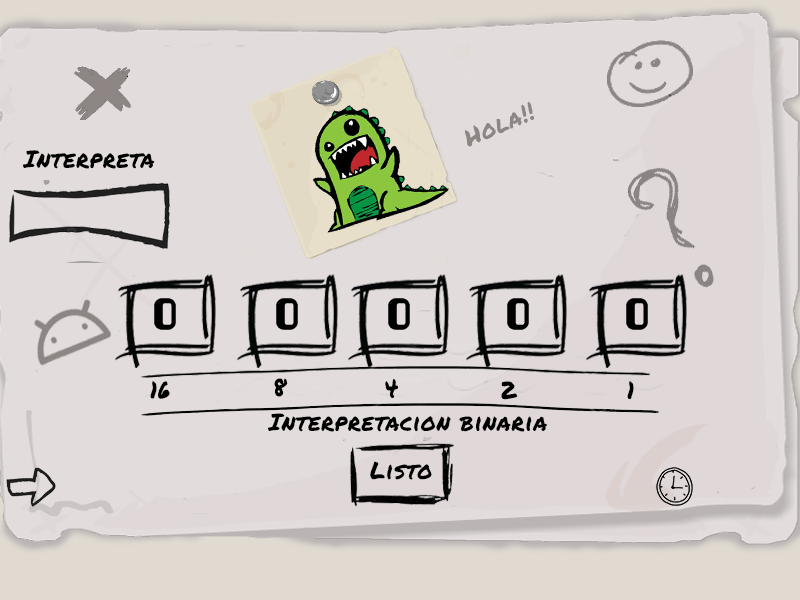 HOLA!!
INTERPRETA
0 0 0 0 0
16 8 4 2 1
INTERPRETACION BINARIA
LISTO